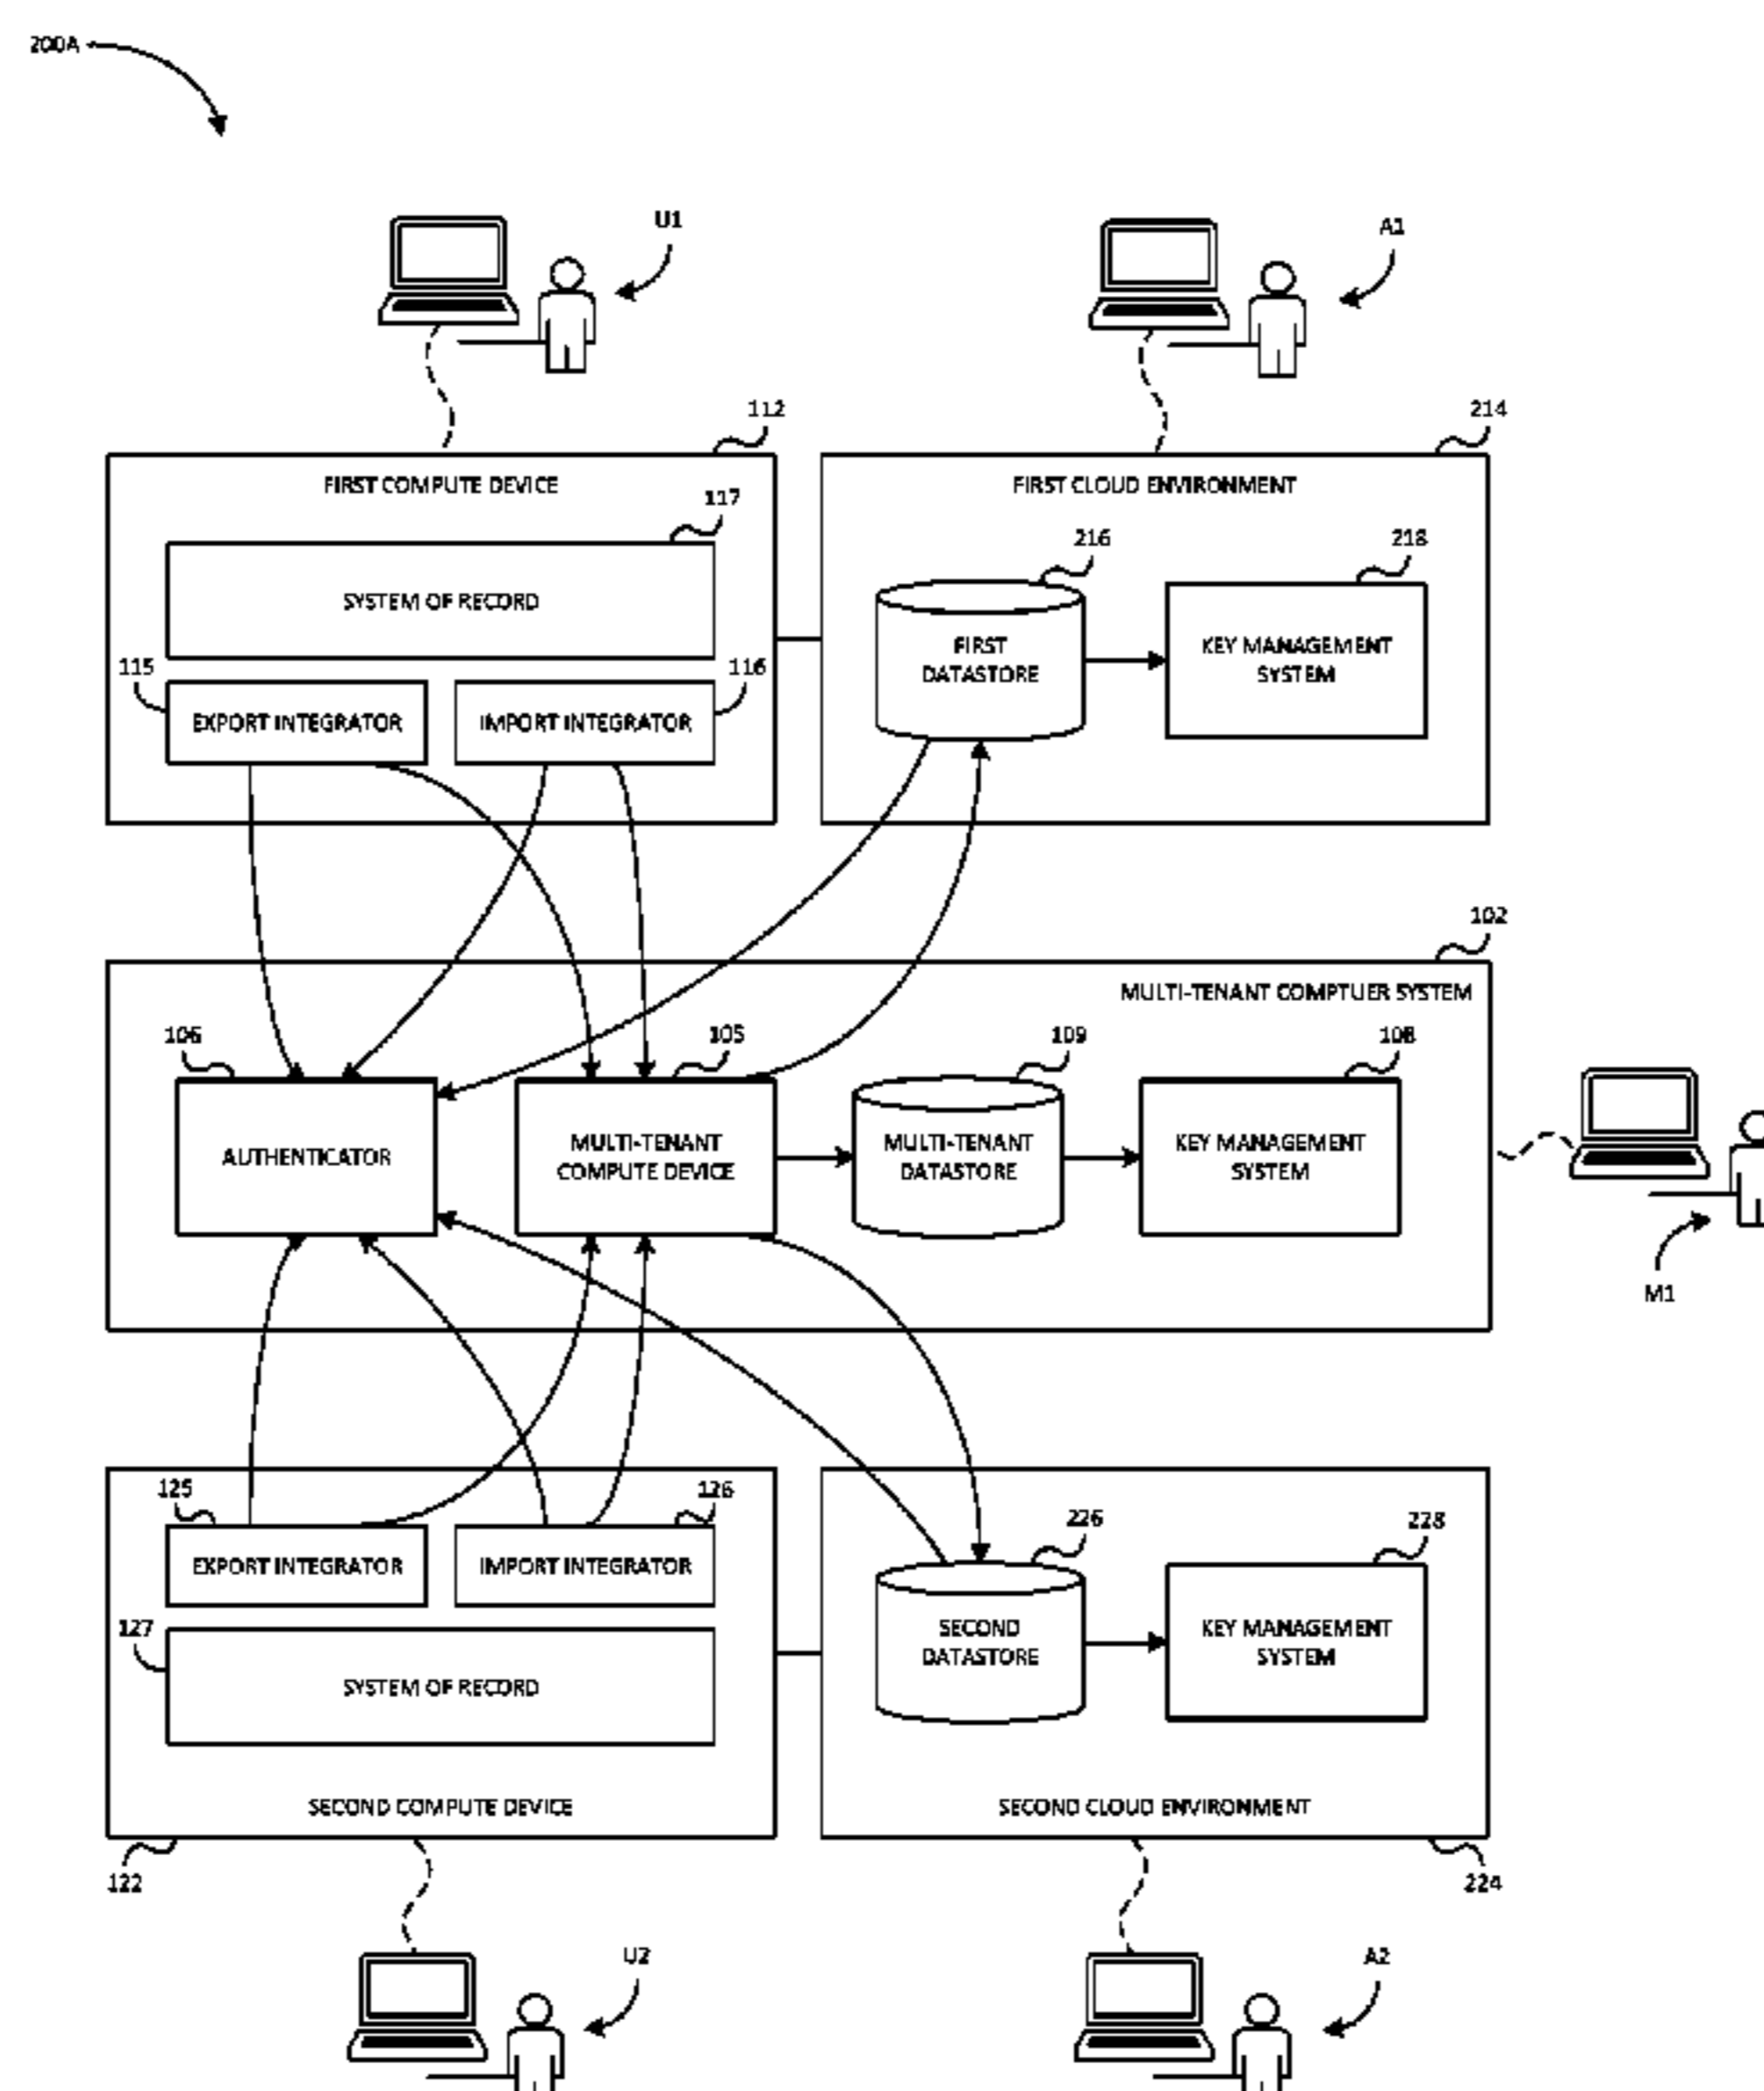 200A
U1
A1
112
214
FIRST COMPUTE DEVICE
FIRST CLOUD ENVIRONMENT
117
216
218
SYSTEM OF RECORD
FIRST
DATASTORE
KEY MANAGEMENT
SYSTEM
115
116
EXPORT INTEGRATOR
IMPORT INTEGRATOR
102
MULTI-TENANT COMPTUER SYSTEM
106
105
109
108
AUTHENTICATOR
MULTI-TENANT
COMPUTE DEVICE
MULTI-TENANT
DATASTORE
KEY MANAGEMENT
SYSTEM
M1
125
126
226
228
EXPORT INTEGRATOR
IMPORT INTEGRATOR
SECOND
DATASTORE
KEY MANAGEMENT
SYSTEM
127
SYSTEM OF RECORD
SECOND COMPUTE DEVICE
SECOND CLOUD ENVIRONMENT
122
224
U2
A2